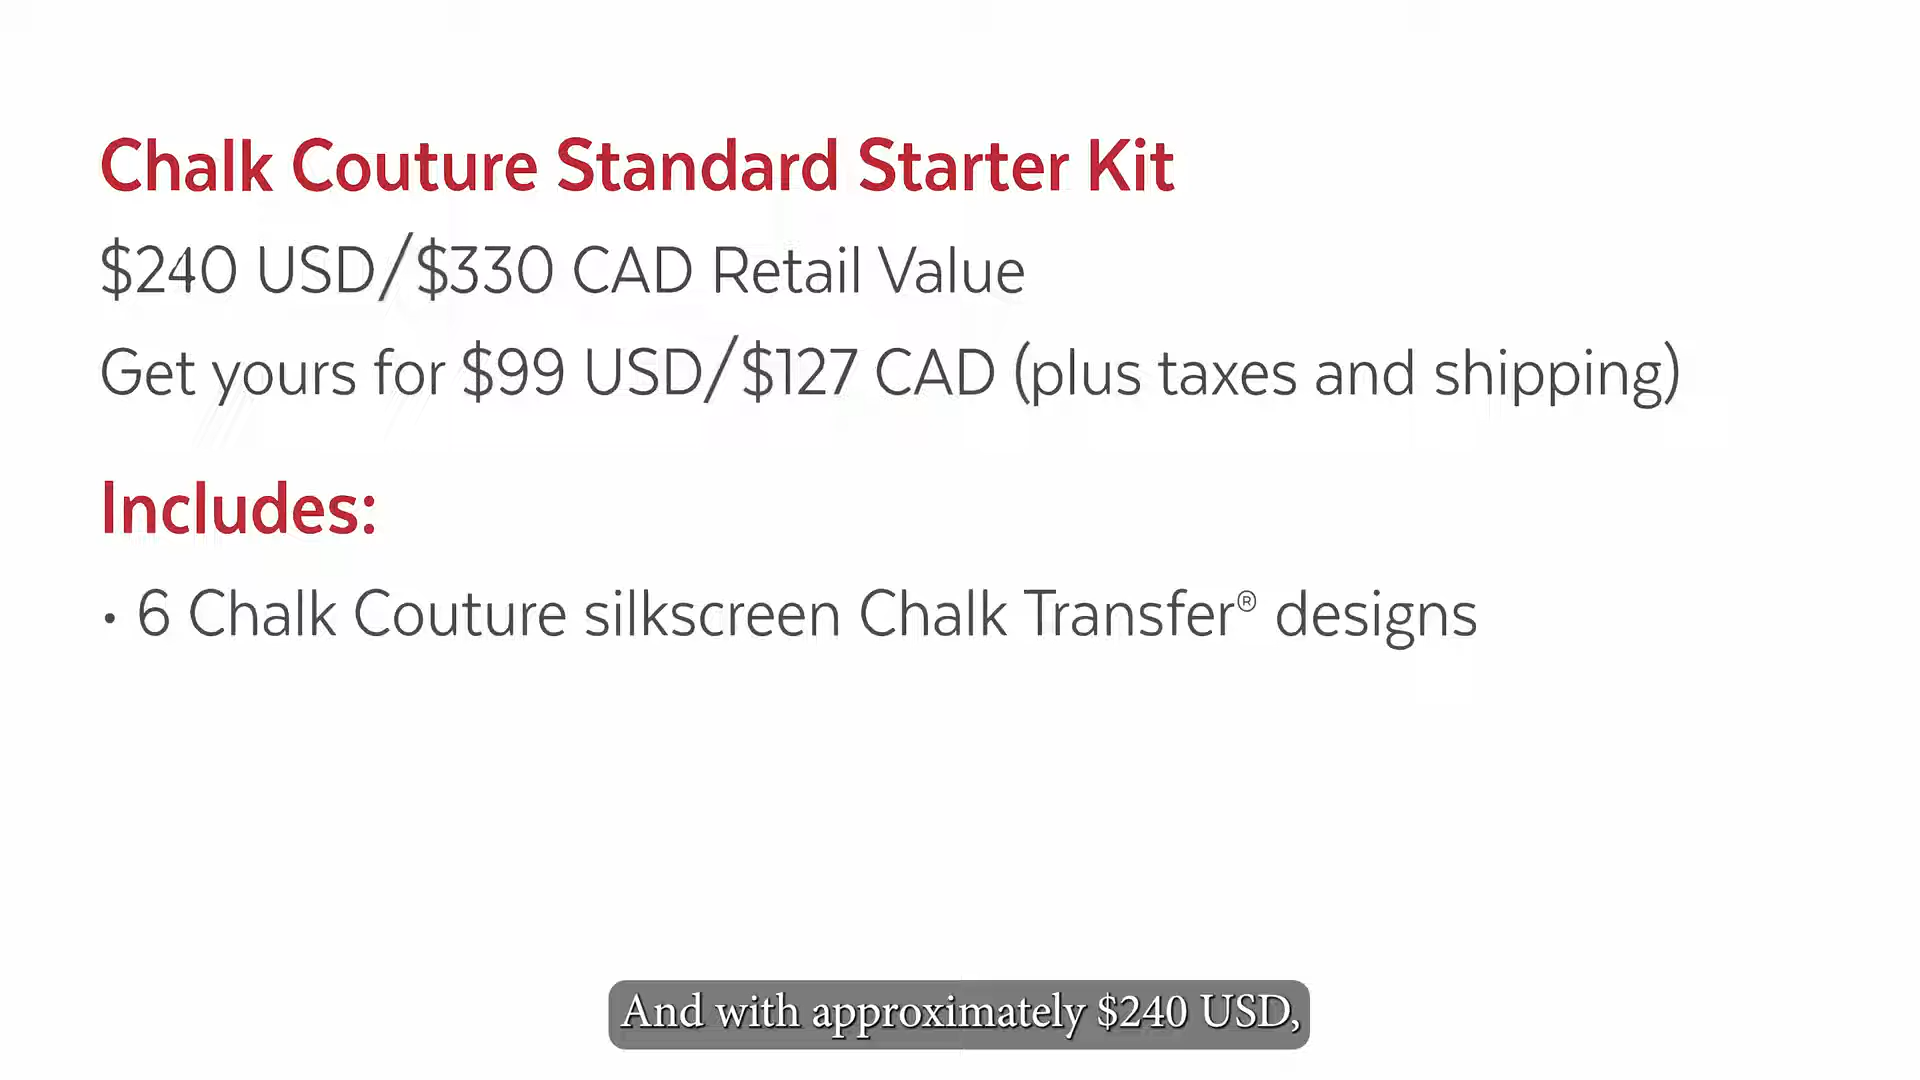 Chalk Couture Standard Starter Kit
$240 USD/$330 CAD Retail Value
Get yours for $99 USD/$127 CAD (plus taxes and shipping)
Includes:
• 6 Chalk Couture silkscreen Chalk Transfer® designs
And with approximately $240 USD,